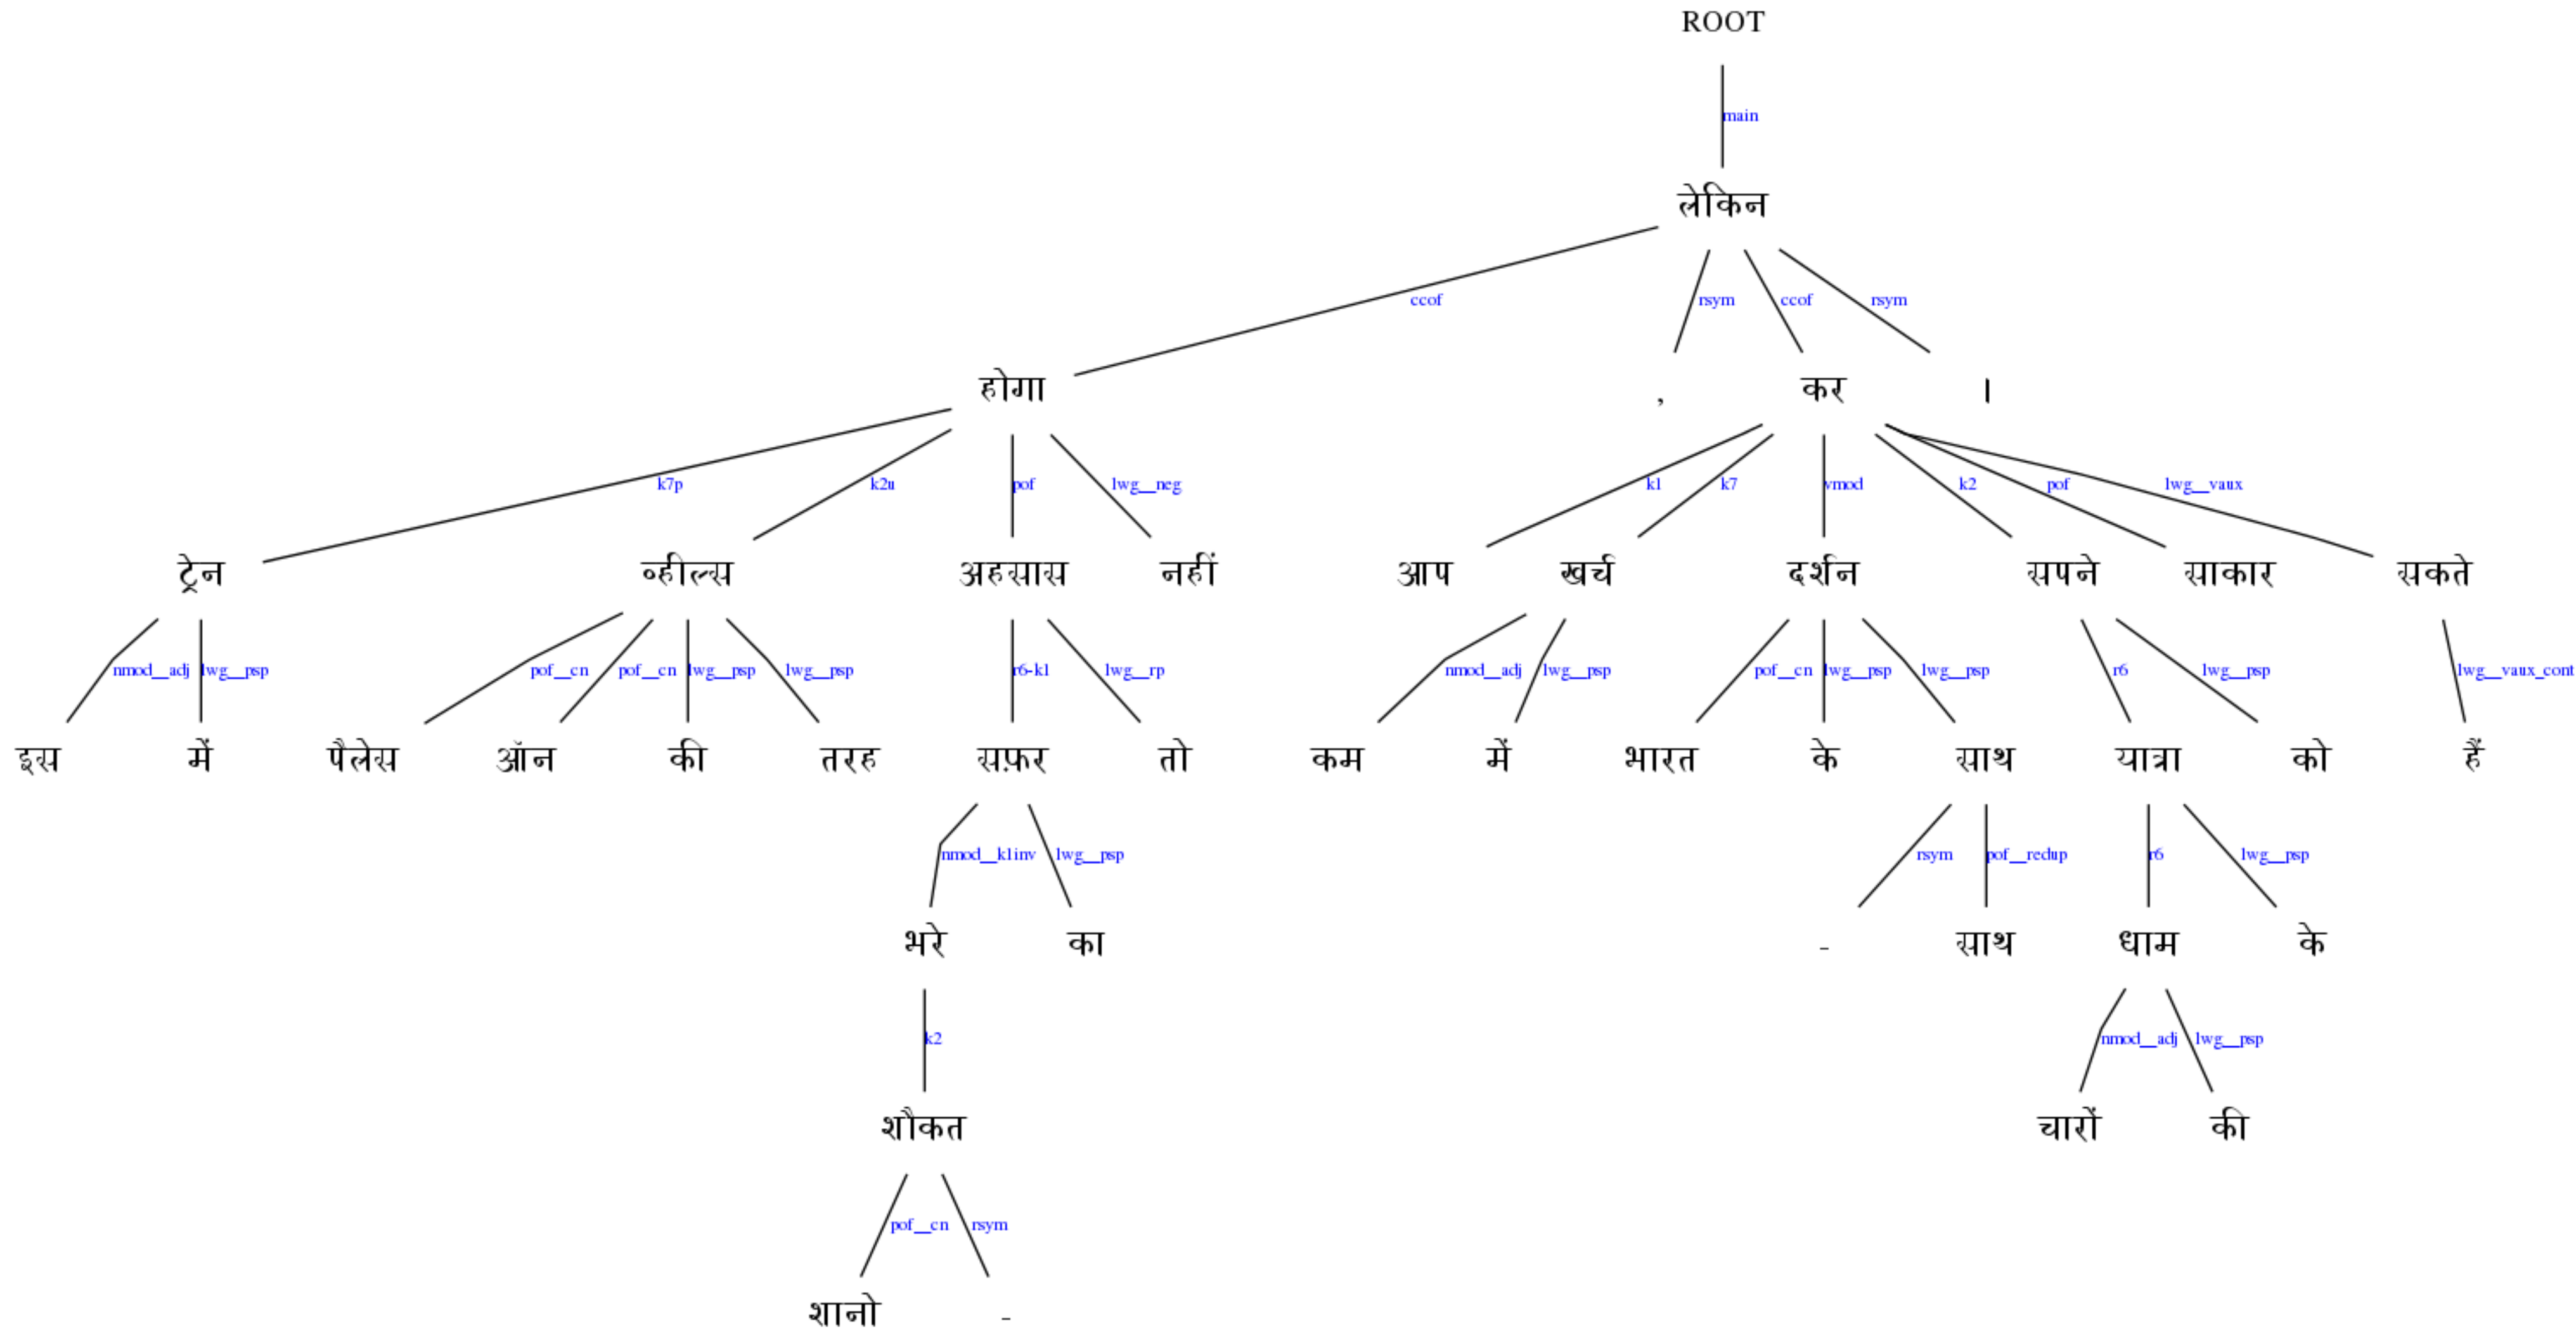 ROOT
main
लेकिन
ccof rsym ccof rsym
होगा , कर ।
k7p k2u pof lwg__neg k1 k7 vmod k2 pof lwg__vaux
ट्रेन व्हील्स अहसास नहीं आप खर्च दर्शन सपने साकार सकते
nmod__adj lwg__psp pof__cn pof__cn lwg__psp lwg__psp r6-k1 lwg__rp nmod__adj lwg__psp pof__cn lwg__psp lwg__psp r6 lwg__psp lwg__vaux_cont
इस में पैलेस ऑन की तरह सफ़र तो कम में भारत के साथ यात्रा को हैं
nmod__k1inv lwg__psp rsym pof__redup r6 lwg__psp
भरे का - साथ धाम के
k2 nmod__adj lwg__psp
शौकत चारों की
pof__cn rsym
शानो -